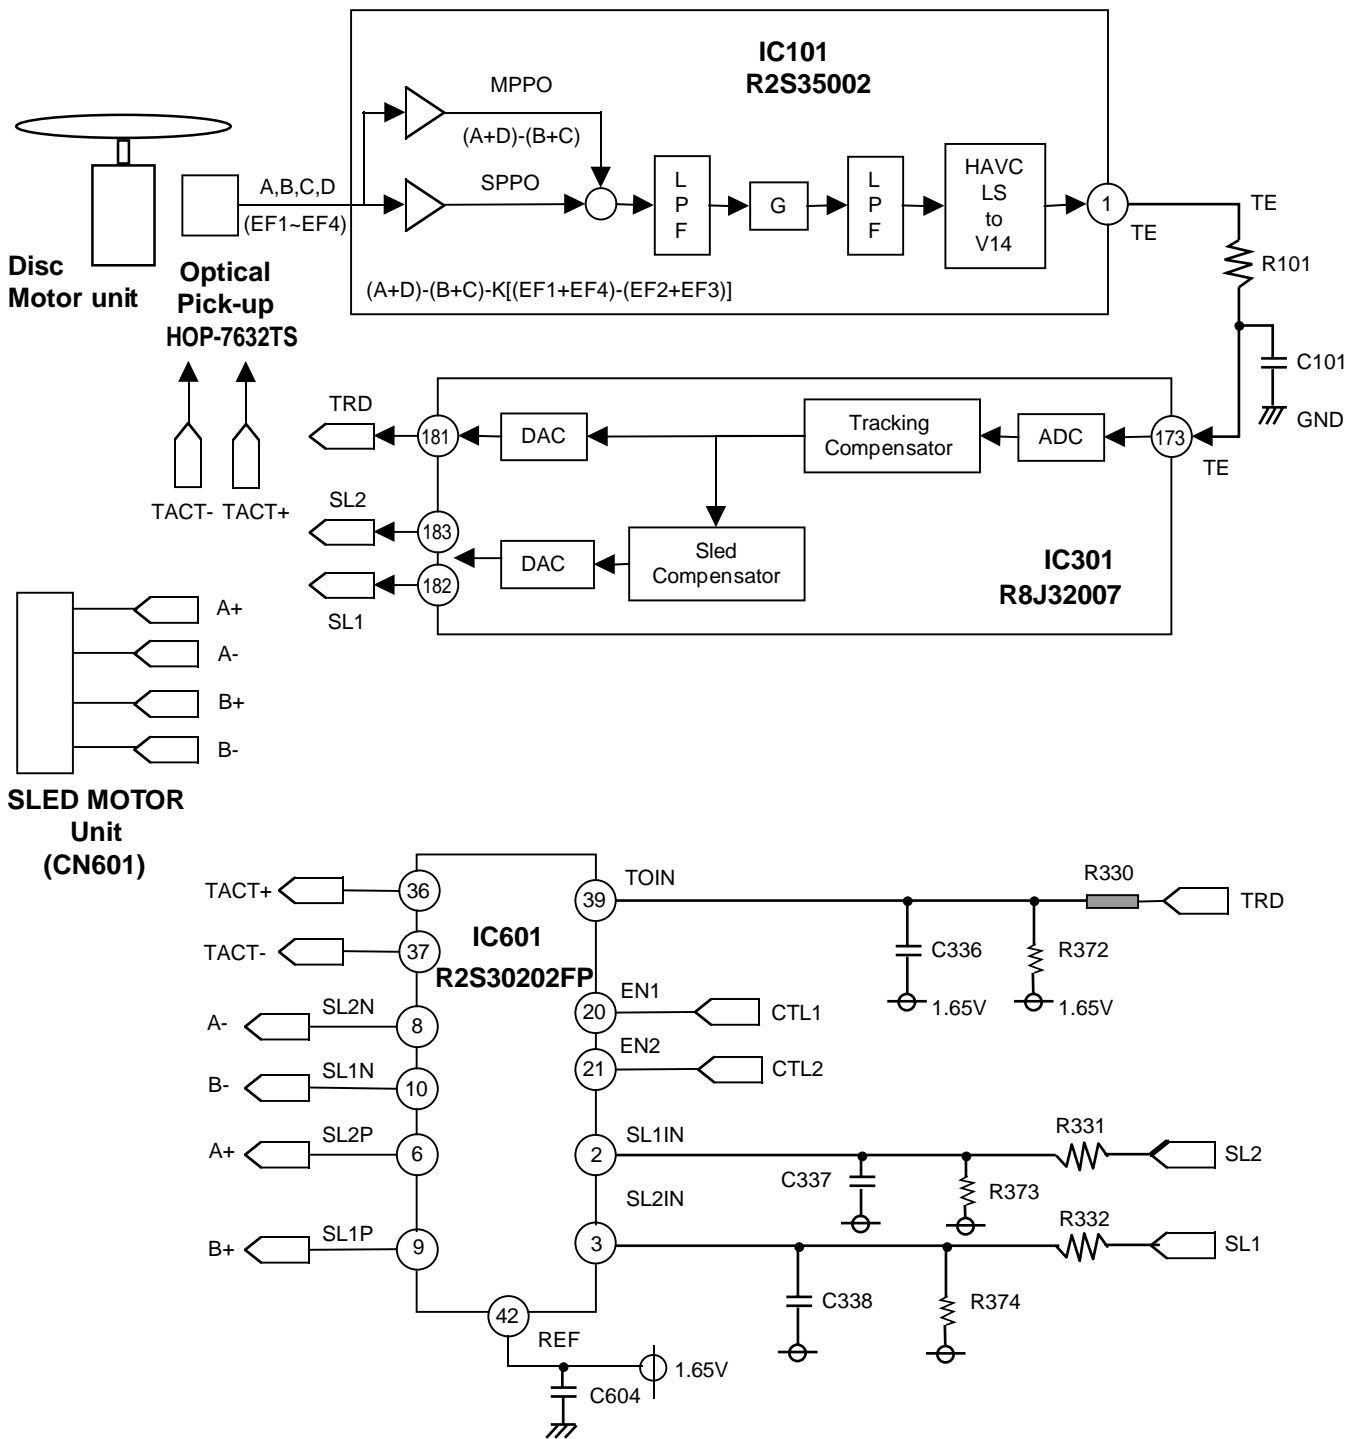 IC101
R2S35002
MPPO
(A+D)-(B+C)
SPPO
A,B,C,D
(EF1~EF4)
L
P
F
G
L
P
F
HAVC
LS
to
V14
1
TE
TE
R101
(A+D)-(B+C)-K[(EF1+EF4)-(EF2+EF3)]
Disc
Motor unit
Optical
Pick-up
HOP-7632TS
C101
GND
TRD
181
DAC
Tracking
Compensator
ADC
173
TE
TACT-
TACT+
SL2
183
DAC
Sled
Compensator
182
SL1
IC301
R8J32007
A+
A-
B+
B-
SLED MOTOR
Unit
(CN601)
TACT+
36
TACT-
37
A-
SL2N
8
B-
SL1N
10
A+
SL2P
6
B+
SL1P
9
IC601
R2S30202FP
39
TOIN
R330
TRD
C336
R372
1.65V
1.65V
20
EN1
CTL1
21
EN2
CTL2
2
SL1IN
R331
SL2
C337
R373
SL2IN
3
R332
SL1
C338
R374
42
REF
1.65V
C604